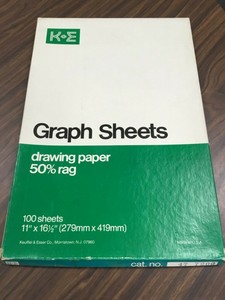 K+E
Graph Sheets
drawing paper
50% rag
100 sheets
11" x 16½" (279mm x 419mm)
Keuffel & Esser Co., Morristown, N.J. 07960
cat. no.